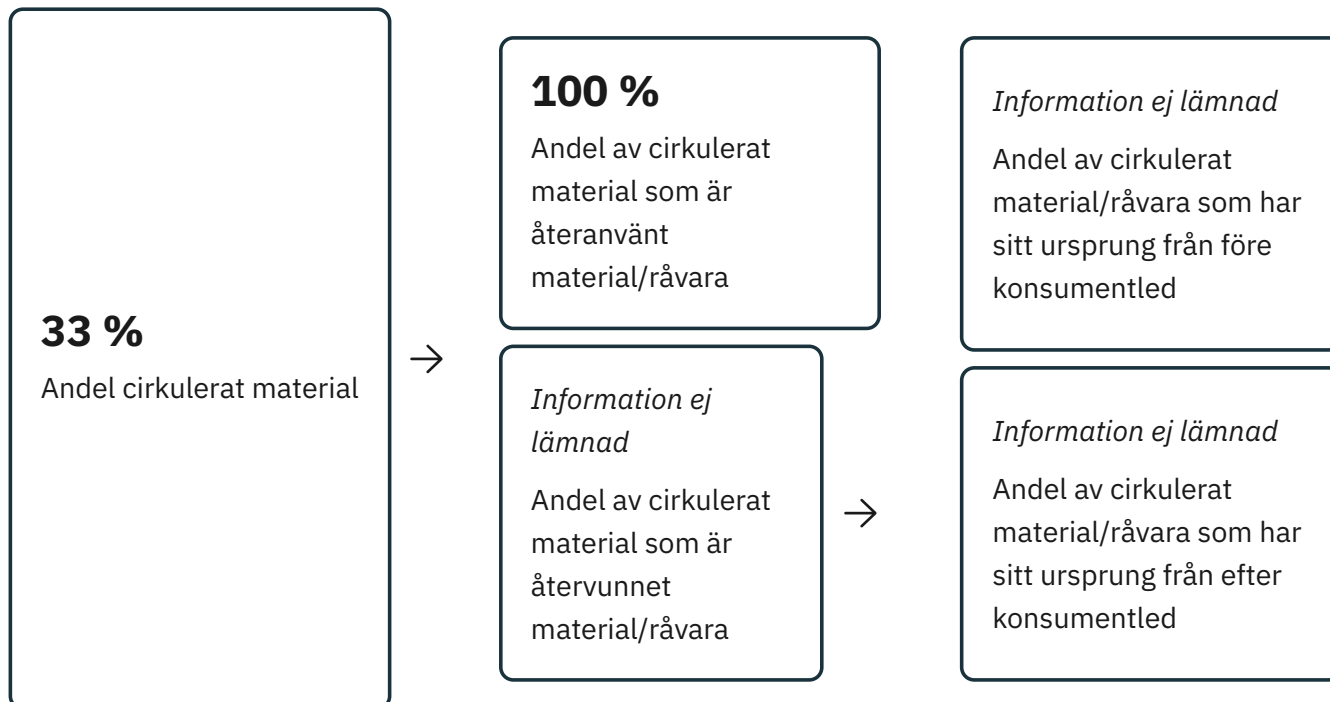 33 %
Andel cirkulerat material
100 %
Andel av cirkulerat
material som är
återanvänt
material/råvara
Information ej
lämnad
Andel av cirkulerat
material som är
återvunnet
material/råvara
Information ej lämnad
Andel av cirkulerat
material/råvara som har
sitt ursprung från före
konsumentled
Information ej lämnad
Andel av cirkulerat
material/råvara som har
sitt ursprung från efter
konsumentled